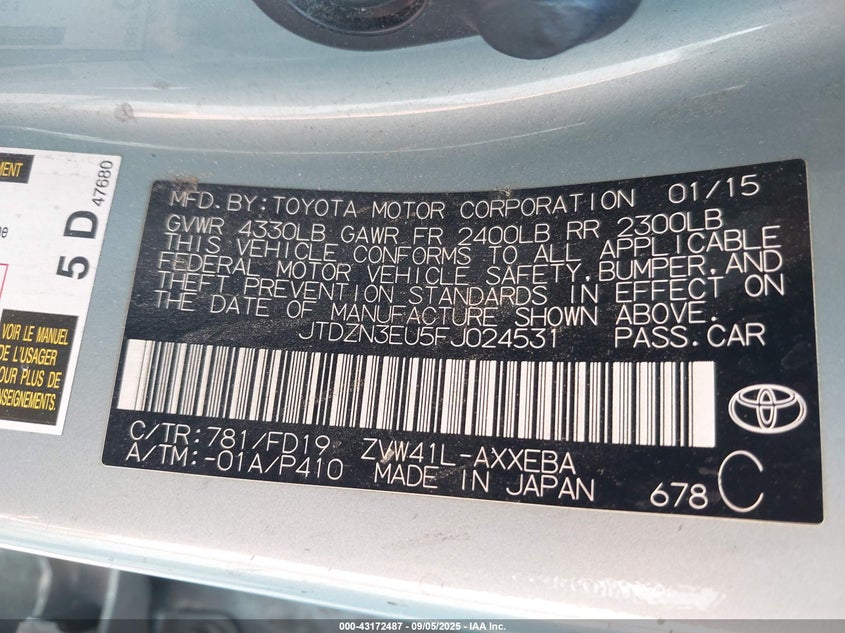 MENT
ne
5 D 47680
VOIR LE MANUEL
DE L'USAGER
POUR PLUS DE
RENSEIGNEMENTS.
MFD.BY:TOYOTA MOTOR CORPORATION 01/15
GVWR 4330LB GAWR FR 2400LB RR 2300LB
THIS VEHICLE CONFORMS TO ALL APPLICABLE
FEDERAL MOTOR VEHICLE SAFETY,BUMPER,AND
THEFT PREVENTION STANDARDS IN EFFECT ON
THE DATE OF MANUFACTURE SHOWN ABOVE.
JTDZN3EU5FJ024531 PASS.CAR
C/TR:781/FD19 ZVW41L-AXXEBA
A/TM:-01A/P410 MADE IN JAPAN
678 C
000-43172487 - 09/05/2025 - IAA Inc.